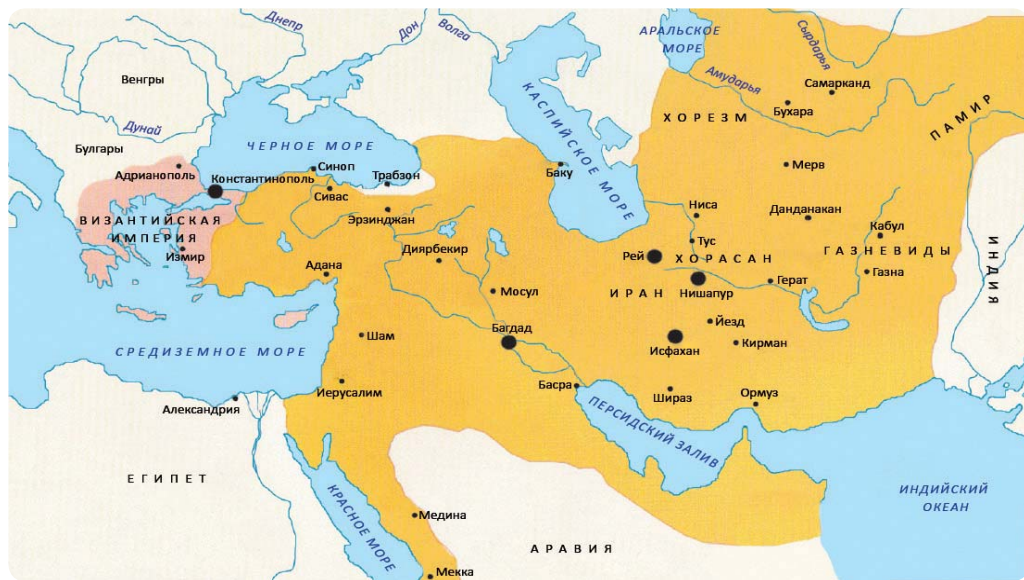 Днепр
Дон
Волга
АРАЛЬСКОЕ
МОРЕ
Сырдарья
Венгры
Амударья
Самарканд
Бухара
КАСПИЙСКОЕ МОРЕ
ХОРЕЗМ
ПАМИР
Дунай
Булгары
ЧЕРНОЕ МОРЕ
Адрианополь
Константинополь
Синоп
Трабзон
Сивас
Баку
Мерв
ВИЗАНТИЙСКАЯ
ИМПЕРИЯ
Измир
Эрзинджан
Ниса
Данданакан
Кабул
Диярбекир
Тус
Рей
ХОРАСАН
ГАЗНЕВИДЫ
ИНДИЯ
Адана
Мосул
ИРАН
Нишапур
Герат
Газна
Йезд
Шам
Багдад
Исфахан
Кирман
СРЕДИЗЕМНОЕ МОРЕ
Иерусалим
Басра
Шираз
Ормуз
Александрия
ПЕРСИДСКИЙ ЗАЛИВ
ЕГИПЕТ
КРАСНОЕ МОРЕ
ИНДИЙСКИЙ
ОКЕАН
Медина
АРАВИЯ
Мекка